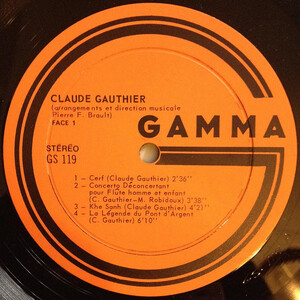 CLAUDE GAUTHIER
(arrangements et direction musicale
Pierre F. Brault)
FACE 1
GAMMA
STÉRÉO
GS 119
1 – Cerf (Claude Gauthier) 2'36''
2 – Concerto Déconcertant
pour Flûte homme et enfant
(C. Gauthier-M. Robidoux) 3'38''
3 – Khe Sanh (Claude Gauthier) 4'21''
4 – La Légende du Pont d'Argent
(C. Gauthier) 6'10''